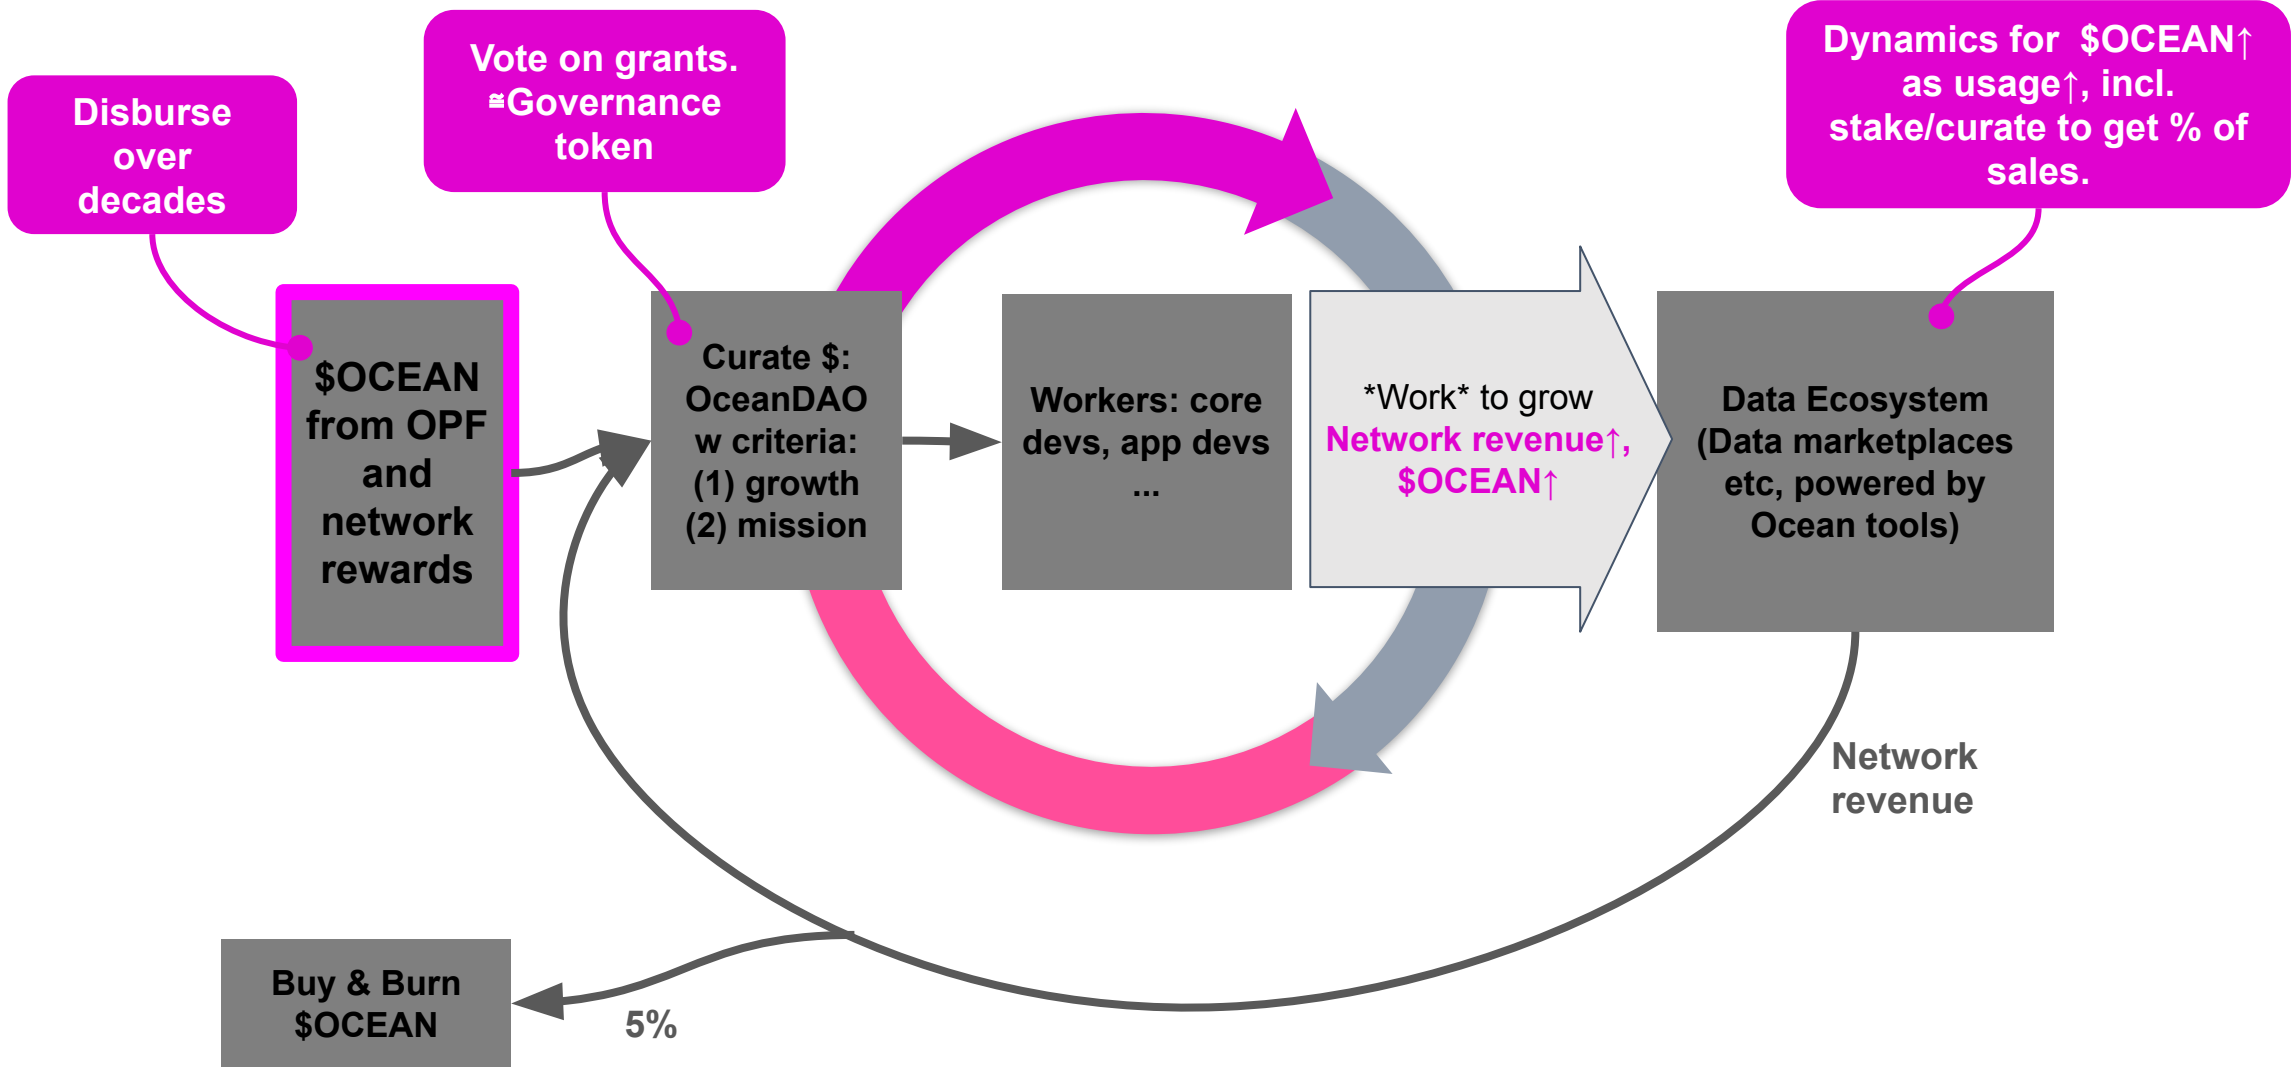 Disburse
over
decades
Vote on grants.
≅Governance
token
Dynamics for $OCEAN↑
as usage↑, incl.
stake/curate to get % of
sales.
$OCEAN
from OPF
and
network
rewards
Curate $:
OceanDAO
w criteria:
(1) growth
(2) mission
Workers: core
devs, app devs
...
*Work* to grow
Network revenue↑,
$OCEAN↑
Data Ecosystem
(Data marketplaces
etc, powered by
Ocean tools)
Network
revenue
Buy & Burn
$OCEAN
5%